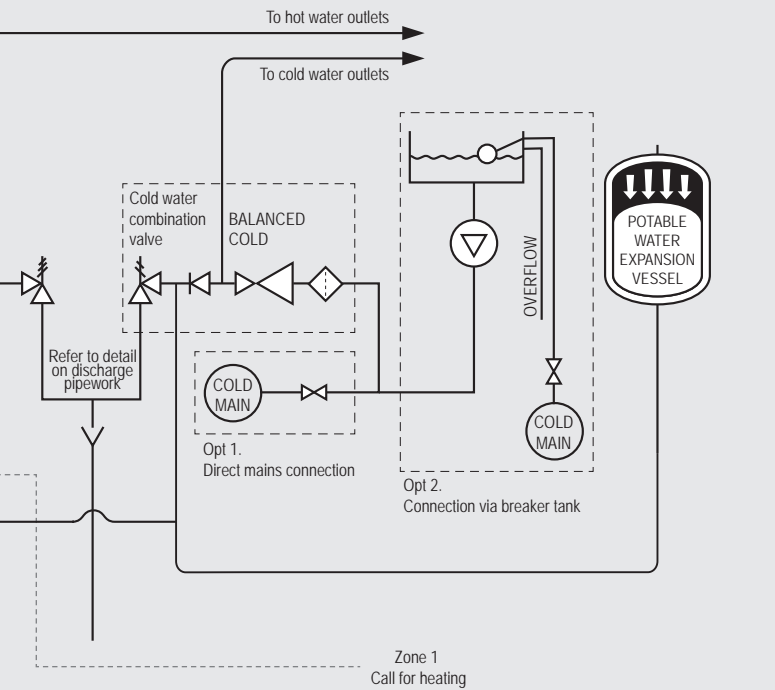 To hot water outlets
To cold water outlets
Cold water
combination
valve
BALANCED
COLD
OVERFLOW
POTABLE
WATER
EXPANSION
VESSEL
Refer to detail
on discharge
pipework
COLD
MAIN
Opt 1.
Direct mains connection
COLD
MAIN
Opt 2.
Connection via breaker tank
Zone 1
Call for heating